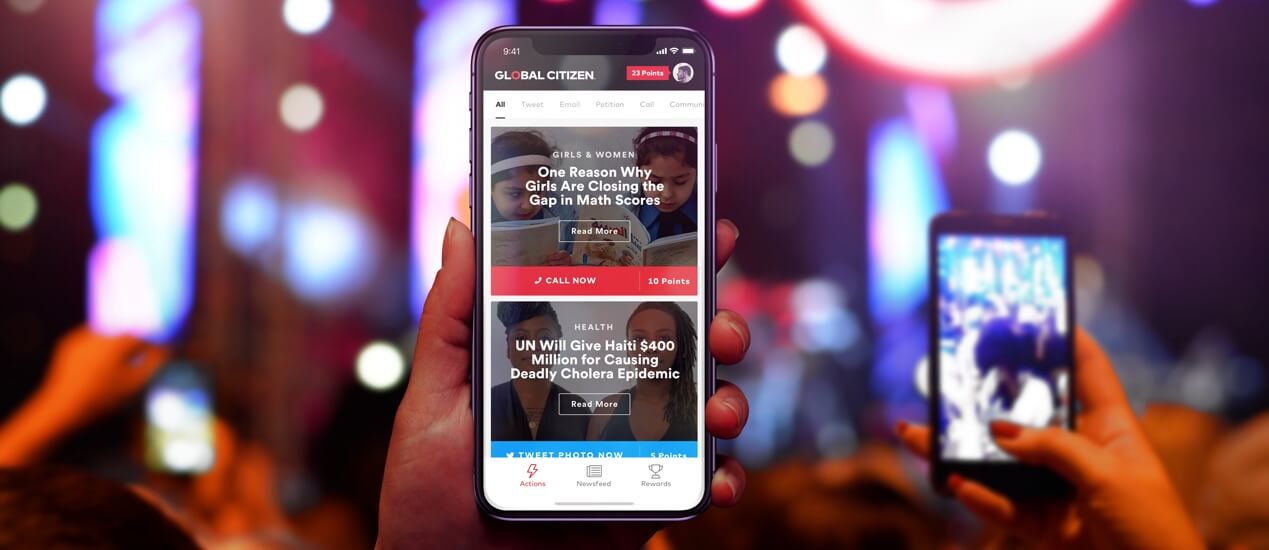 9:41
GLOBAL CITIZEN.
23 Points
All Tweet Email Petition Call Commun
GIRLS & WOMEN
One Reason Why
Girls Are Closing the
Gap in Math Scores
Read More
CALL NOW 10 Points
HEALTH
UN Will Give Haiti $400
Million for Causing
Deadly Cholera Epidemic
Read More
TWEET PHOTO NOW 5 Points
Actions Newsfeed Rewards